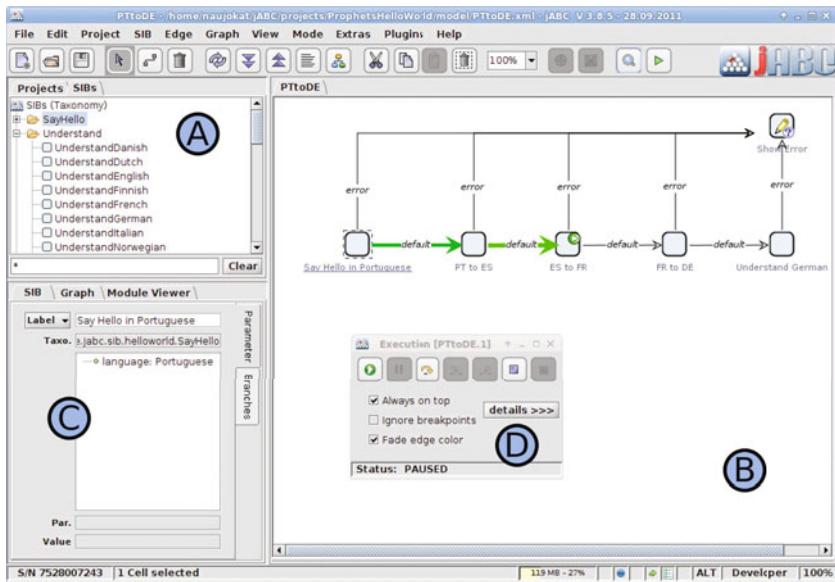 PTtoDE - /home/naujokat/jABC/projects/ProphetsHelloWorld/model/PTtoDE.xml - jABC V 3.8.5 - 28.09.2011
File Edit Project SIB Edge Graph View Mode Extras Plugins Help
100%
jABC
Projects SIBs
PTtoDE
SIBs (Taxonomy)
SayHello
Understand
UnderstandDanish
UnderstandDutch
UnderstandEnglish
UnderstandFinnish
UnderstandFrench
UnderstandGerman
UnderstandItalian
UnderstandNorwegian
A
* Clear
Show Error
error error error error error
default default default default
Say Hello in Portuguese PT to ES ES to FR FR to DE Understand German
SIB Graph Module Viewer
Label Say Hello in Portuguese
Taxo. e.jabc.sib.helloworld.SayHello
language: Portuguese
Parameter
Branches
C
Par.
Value
Execution [PTtoDE.1]
Always on top
details >>>
Ignore breakpoints
Fade edge color
D
Status: PAUSED
B
S/N 7528007243 1 Cell selected 119 MB - 27% ALT Developer 100%